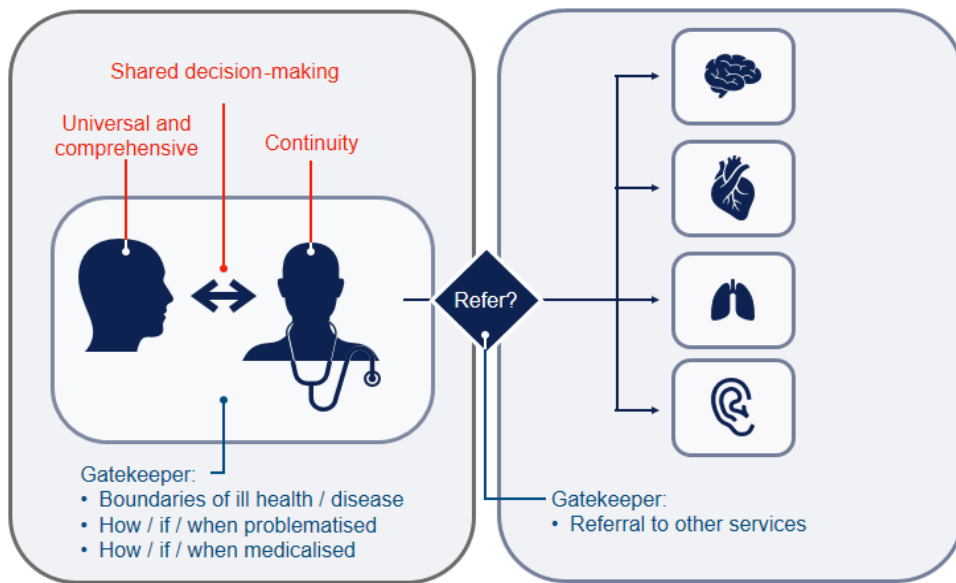 Shared decision-making
Universal and
comprehensive
Continuity
Refer?
Gatekeeper:
• Boundaries of ill health / disease
• How / if / when problematised
• How / if / when medicalised
Gatekeeper:
• Referral to other services